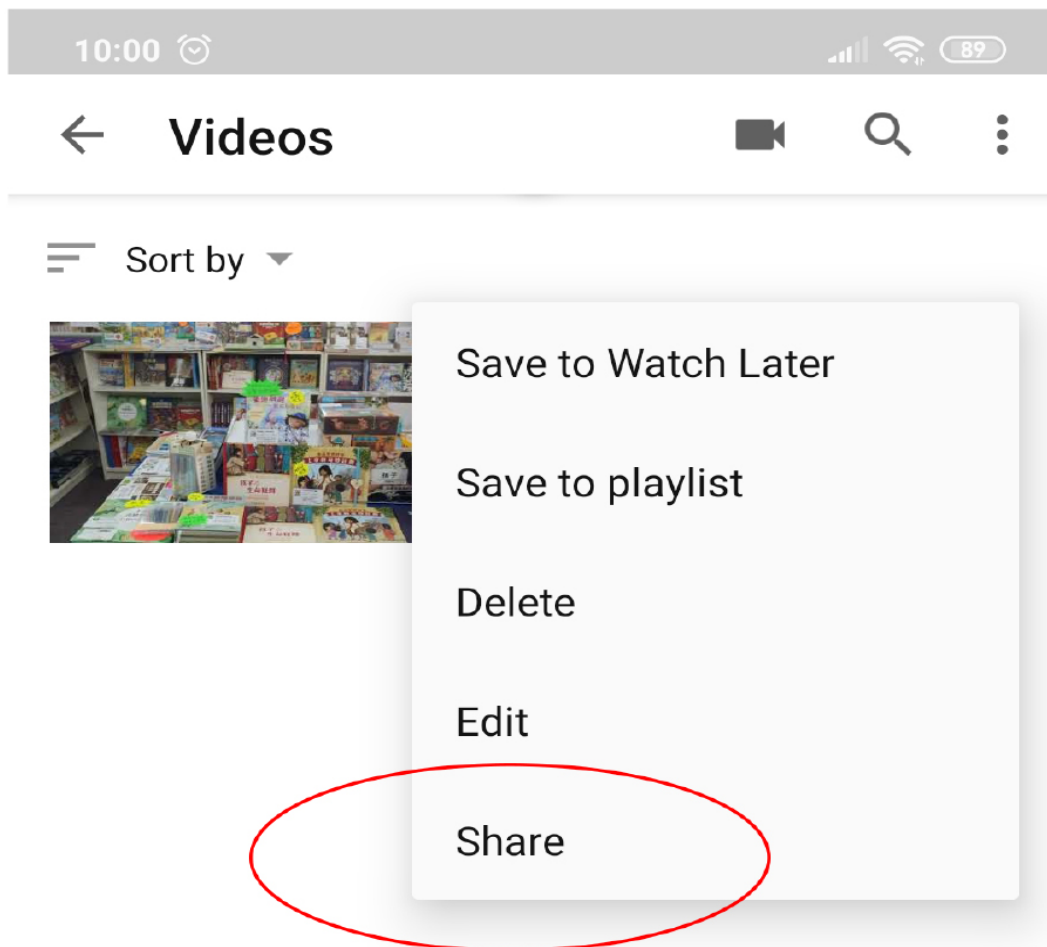 10:00
89
Videos
Sort by
Save to Watch Later
Save to playlist
Delete
Edit
Share